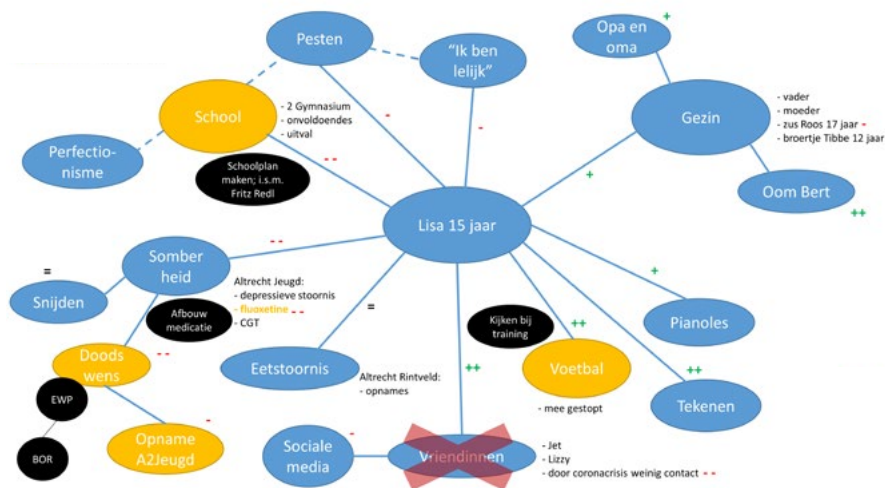 Pesten
"Ik ben
lelijk"
+
Opa en
oma
School
- 2 Gymnasium
- onvoldoendes
- uitval
-
-
Gezin
- vader
- moeder
- zus Roos 17 jaar -
- broertje Tibbe 12 jaar
Perfectio-
nisme
Schoolplan
maken; i.s.m.
Fritz Redl
- -
+
Oom Bert
++
Lisa 15 jaar
Somber
heid
- -
=
Snijden
Altrecht Jeugd:
- depressieve stoornis
- fluoxetine - -
- CGT
Afbouw
medicatie
=
+
Pianoles
Kijken bij
training
++
Doods
wens
- -
Eetstoornis
Altrecht Rintveld:
- opnames
++
Voetbal
- mee gestopt
++
Tekenen
EWP
BOR
-
Opname
A2Jeugd
Sociale
media
-
Vriendinnen
- Jet
- Lizzy
- door coronacrisis weinig contact - -